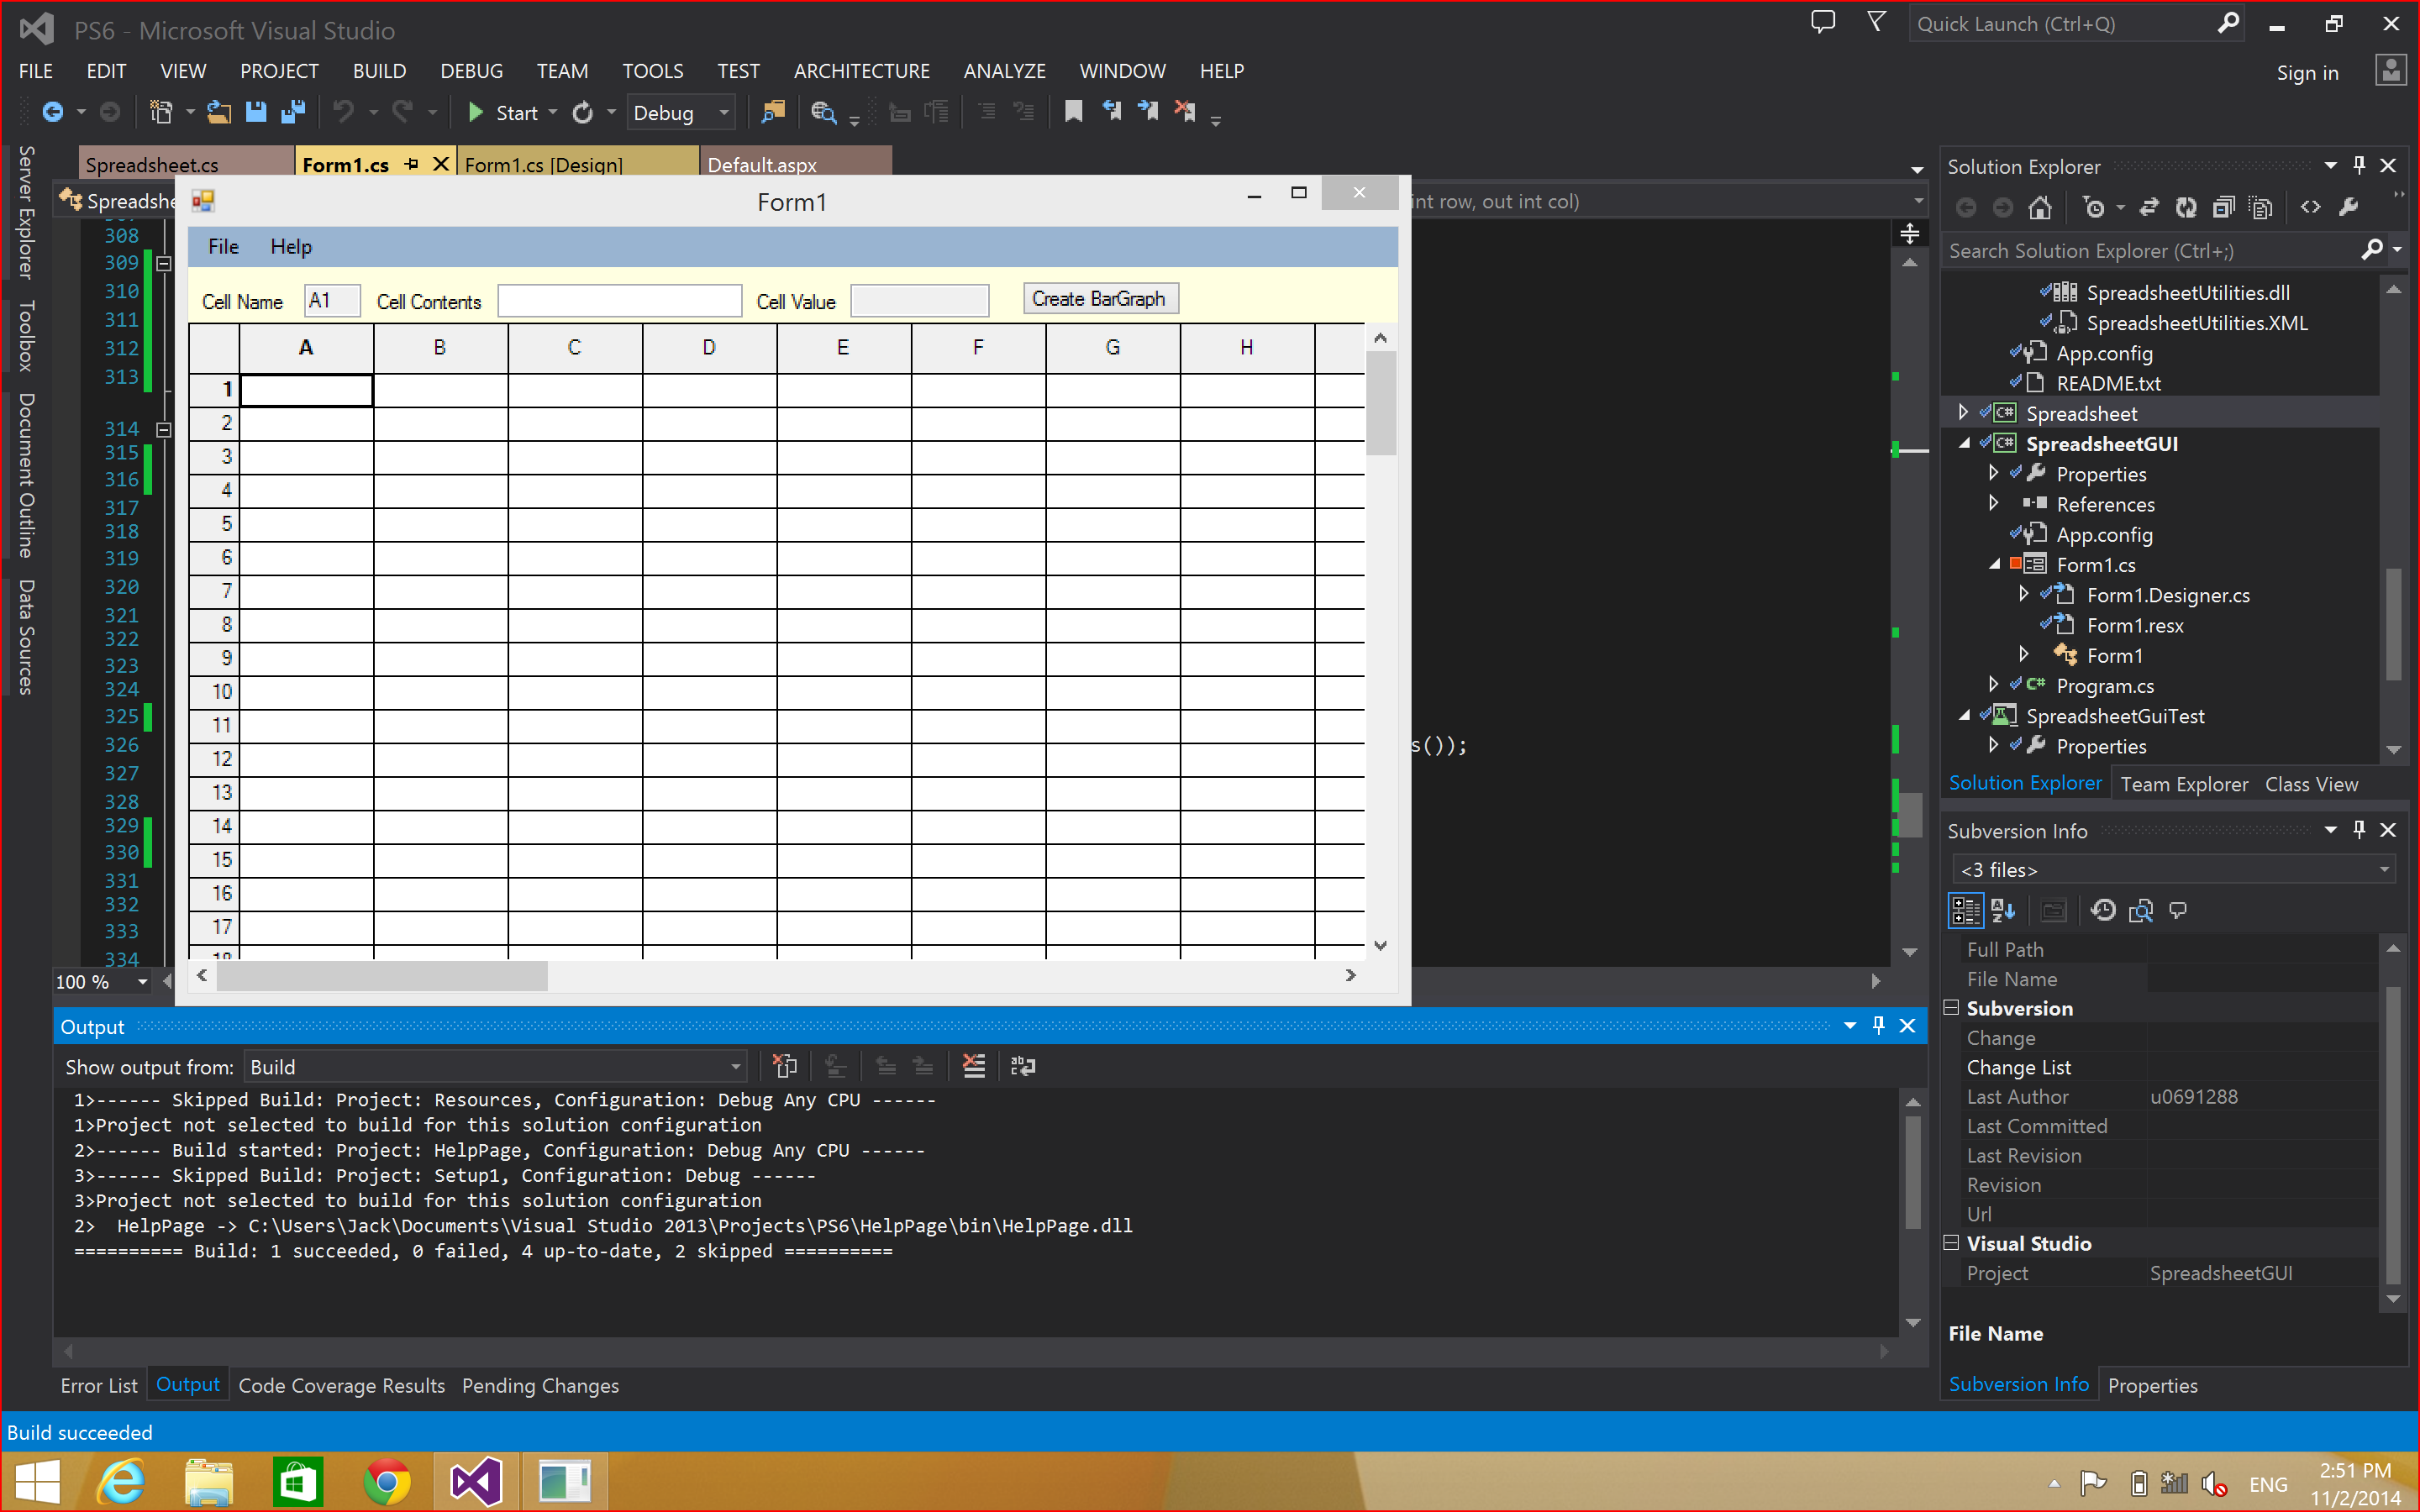 PS6 - Microsoft Visual Studio
Quick Launch (Ctrl+Q)
FILE EDIT VIEW PROJECT BUILD DEBUG TEAM TOOLS TEST ARCHITECTURE ANALYZE WINDOW HELP
Sign in
Start Debug
Server Explorer
Toolbox
Document Outline
Data Sources
Spreadsheet.cs Form1.cs Form1.cs [Design] Default.aspx
int row, out int col)
308
309
310
311
312
313
314
315
316
317
318
319
320
321
322
323
324
325
326
327
328
329
330
331
332
333
334
s());
100 %
Form1
File Help
Cell Name A1 Cell Contents Cell Value Create BarGraph
A B C D E F G H
1
2
3
4
5
6
7
8
9
10
11
12
13
14
15
16
17
18
Output
Show output from: Build
1>------ Skipped Build: Project: Resources, Configuration: Debug Any CPU ------
1>Project not selected to build for this solution configuration
2>------ Build started: Project: HelpPage, Configuration: Debug Any CPU ------
3>------ Skipped Build: Project: Setup1, Configuration: Debug ------
3>Project not selected to build for this solution configuration
2>  HelpPage -> C:\Users\Jack\Documents\Visual Studio 2013\Projects\PS6\HelpPage\bin\HelpPage.dll
========== Build: 1 succeeded, 0 failed, 4 up-to-date, 2 skipped ==========
Error List Output Code Coverage Results Pending Changes
Solution Explorer
Search Solution Explorer (Ctrl+;)
SpreadsheetUtilities.dll
SpreadsheetUtilities.XML
App.config
README.txt
C# Spreadsheet
C# SpreadsheetGUI
Properties
References
App.config
Form1.cs
Form1.Designer.cs
Form1.resx
Form1
C# Program.cs
SpreadsheetGuiTest
Properties
Solution Explorer Team Explorer Class View
Subversion Info
<3 files>
Full Path
File Name
Subversion
Change
Change List
Last Author u0691288
Last Committed
Last Revision
Revision
Url
Visual Studio
Project SpreadsheetGUI
File Name
Subversion Info Properties
Build succeeded
ENG
2:51 PM
11/2/2014